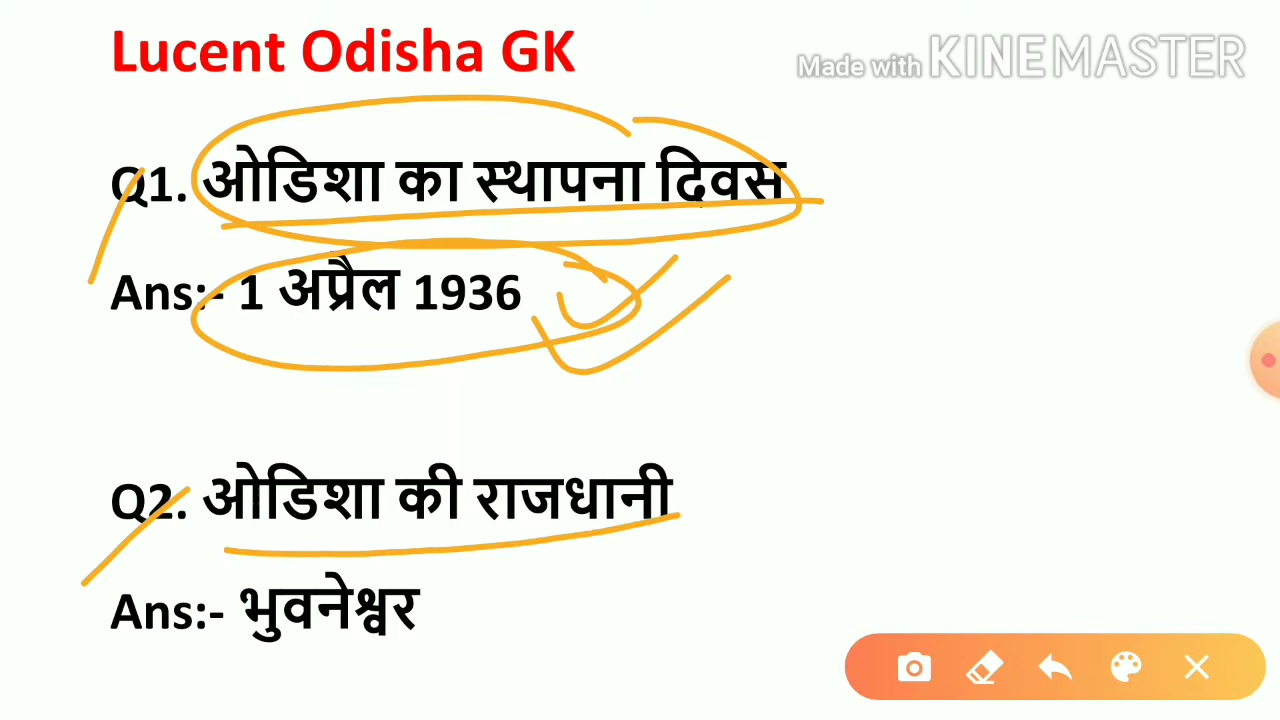 Lucent Odisha GK
Made with KINEMASTER
Q1. ओडिशा का स्थापना दिवस
Ans:- 1 अप्रैल 1936
Q2. ओडिशा की राजधानी
Ans:- भुवनेश्वर